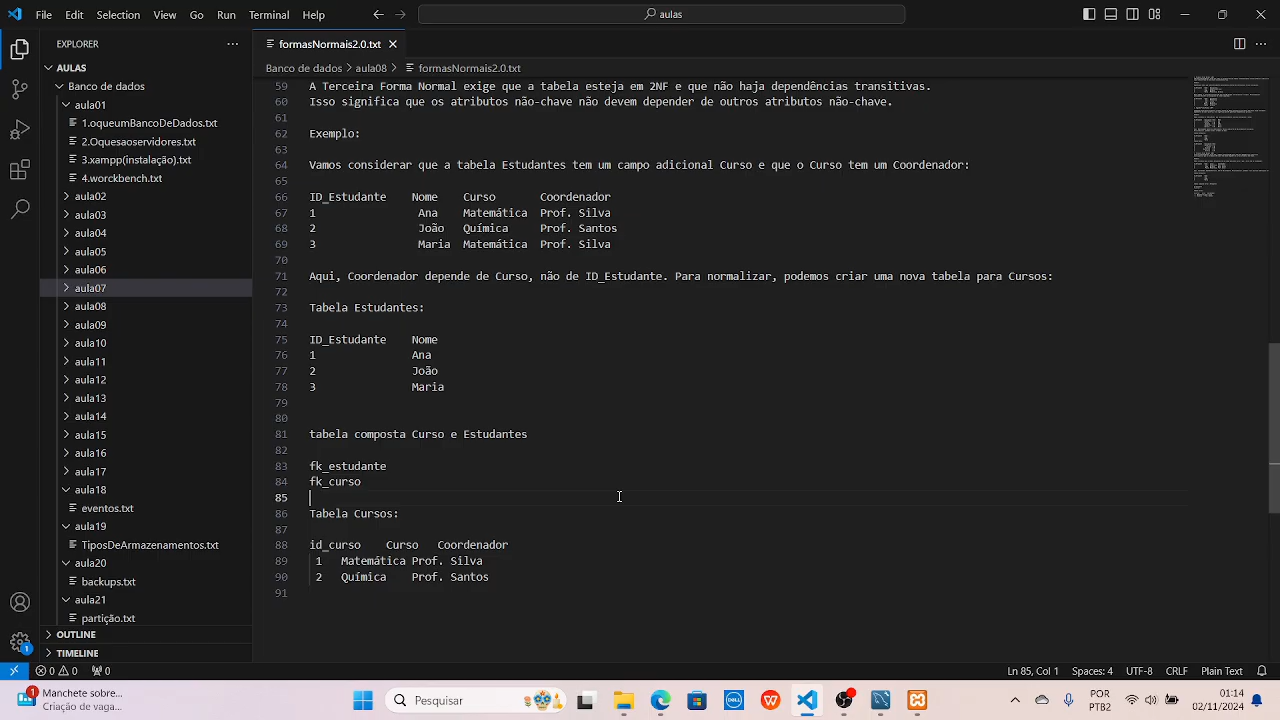 File Edit Selection View Go Run Terminal Help
aulas
EXPLORER
formasNormais2.0.txt
AULAS
Banco de dados > aula08 > formasNormais2.0.txt
Banco de dados
aula01
1.oqueumBancoDeDados.txt
2.Oquesaoservidores.txt
3.xampp(instalação).txt
4.worckbench.txt
aula02
aula03
aula04
aula05
aula06
aula07
aula08
aula09
aula10
aula11
aula12
aula13
aula14
aula15
aula16
aula17
aula18
eventos.txt
aula19
TiposDeArmazenamentos.txt
aula20
backups.txt
aula21
partição.txt
OUTLINE
TIMELINE
59 A Terceira Forma Normal exige que a tabela esteja em 2NF e que não haja dependências transitivas.
60 Isso significa que os atributos não-chave não devem depender de outros atributos não-chave.
61
62 Exemplo:
63
64 Vamos considerar que a tabela Estudantes tem um campo adicional Curso e que o Curso tem um Coordenador:
65
66 ID_Estudante Nome Curso Coordenador
67 1 Ana Matemática Prof. Silva
68 2 João Química Prof. Santos
69 3 Maria Matemática Prof. Silva
70
71 Aqui, Coordenador depende de Curso, não de ID_Estudante. Para normalizar, podemos criar uma nova tabela para Cursos:
72
73 Tabela Estudantes:
74
75 ID_Estudante Nome
76 1 Ana
77 2 João
78 3 Maria
79
80
81 tabela composta Curso e Estudantes
82
83 fk_estudante
84 fk_curso
85
86 Tabela Cursos:
87
88 id_curso Curso Coordenador
89 1 Matemática Prof. Silva
90 2 Química Prof. Santos
91
0 0 0 Ln 85, Col 1 Spaces: 4 UTF-8 CRLF Plain Text
1
Manchete sobre...
Criação de vaga...
Pesquisar
DELL
POR
PTB2
01:14
02/11/2024